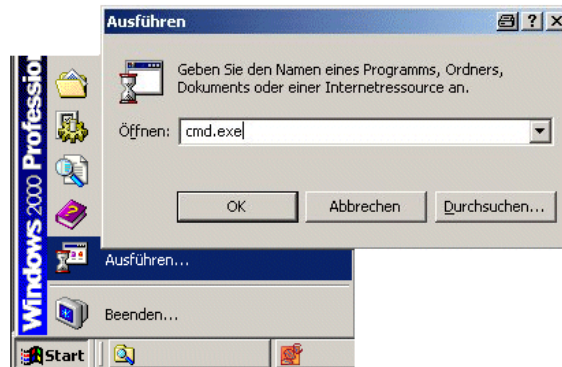 Ausführen
Geben Sie den Namen eines Programms, Ordners,
Dokuments oder einer Internetressource an.
Öffnen: cmd.exe
OK Abbrechen Durchsuchen...
Windows 2000 Professio
Ausführen...
Beenden...
Start